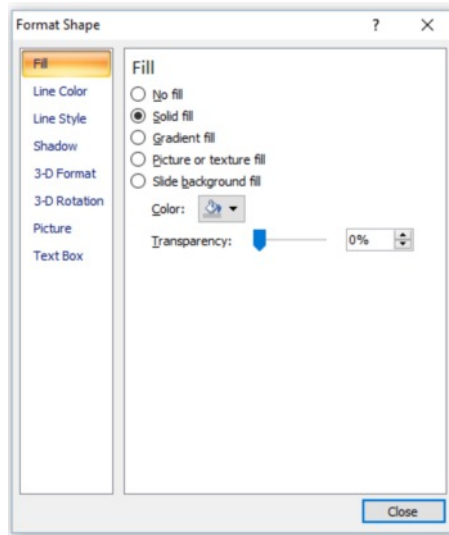 Format Shape ? X
Fill
Line Color
Line Style
Shadow
3-D Format
3-D Rotation
Picture
Text Box
Fill
No fill
Solid fill
Gradient fill
Picture or texture fill
Slide background fill
Color:
Transparency: 0%
Close